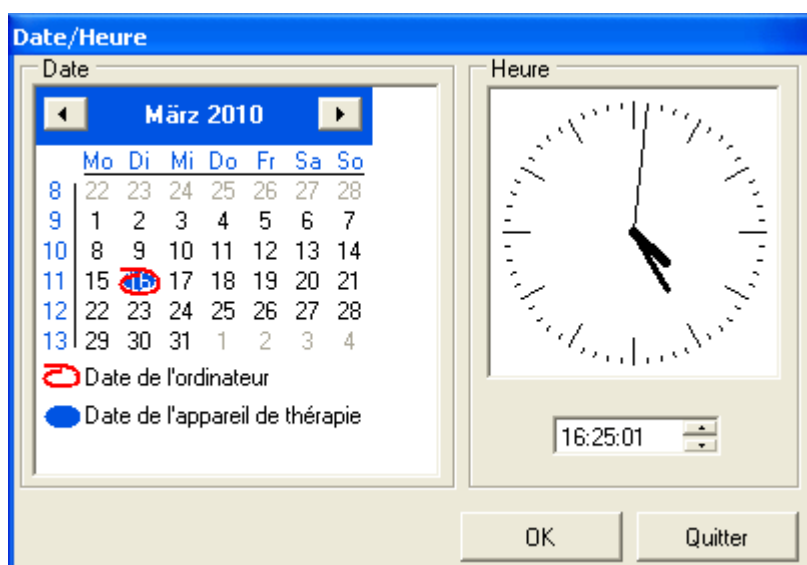 Date/Heure
Date
März 2010
Mo Di Mi Do Fr Sa So
8 22 23 24 25 26 27 28
9 1 2 3 4 5 6 7
10 8 9 10 11 12 13 14
11 15 16 17 18 19 20 21
12 22 23 24 25 26 27 28
13 29 30 31 1 2 3 4
Date de l'ordinateur
Date de l'appareil de thérapie
Heure
16:25:01
OK Quitter